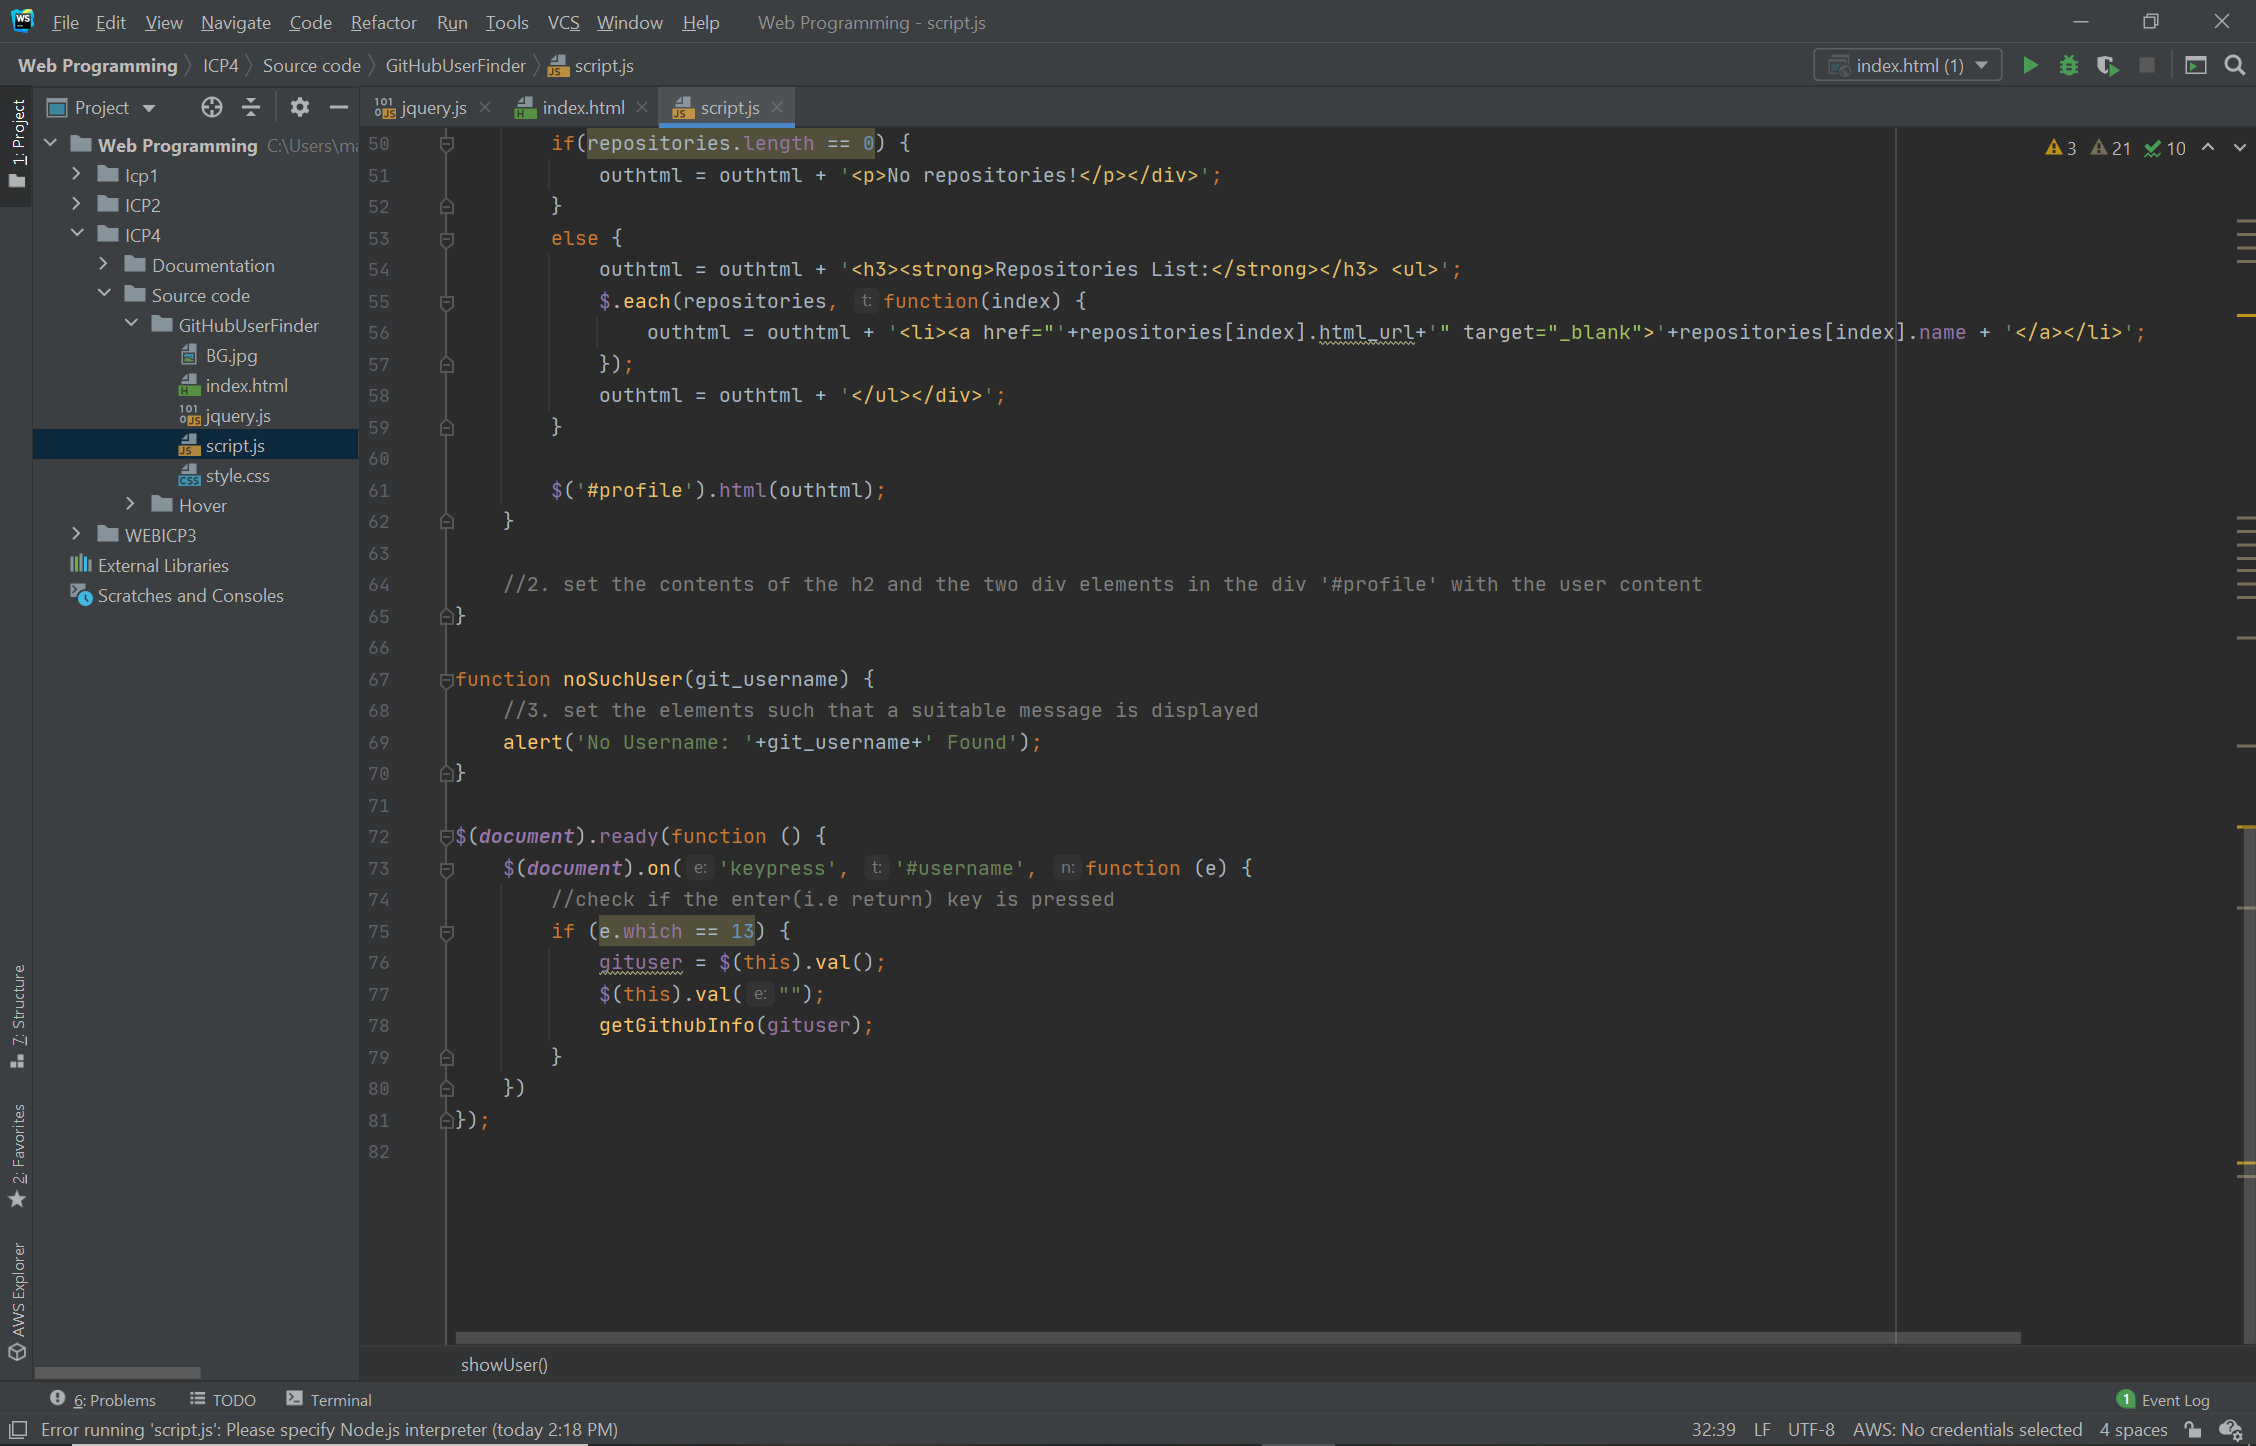 WS File Edit View Navigate Code Refactor Run Tools VCS Window Help Web Programming - script.js
Web Programming ICP4 Source code GitHubUserFinder script.js index.html (1)
1: Project
Project
jquery.js index.html script.js
Web Programming C:\Users\ma
Icp1
ICP2
ICP4
Documentation
Source code
GitHubUserFinder
BG.jpg
index.html
jquery.js
script.js
style.css
Hover
WEBICP3
External Libraries
Scratches and Consoles
3 21 10
50 if(repositories.length == 0) {
51 outhtml = outhtml + '<p>No repositories!</p></div>';
52 }
53 else {
54 outhtml = outhtml + '<h3><strong>Repositories List:</strong></h3> <ul>';
55 $.each(repositories, t: function(index) {
56 outhtml = outhtml + '<li><a href="'+repositories[index].html_url+'" target="_blank">'+repositories[index].name + '</a></li>';
57 });
58 outhtml = outhtml + '</ul></div>';
59 }
60
61 $('#profile').html(outhtml);
62 }
63
64 //2. set the contents of the h2 and the two div elements in the div '#profile' with the user content
65 }
66
67 function noSuchUser(git_username) {
68 //3. set the elements such that a suitable message is displayed
69 alert('No Username: '+git_username+' Found');
70 }
71
72 $(document).ready(function () {
73 $(document).on( e: 'keypress', t: '#username', n: function (e) {
74 //check if the enter(i.e return) key is pressed
75 if (e.which == 13) {
76 gituser = $(this).val();
77 $(this).val( e: "");
78 getGithubInfo(gituser);
79 }
80 })
81 });
82
7: Structure
2: Favorites
AWS Explorer
showUser()
6: Problems TODO Terminal 1 Event Log
Error running 'script.js': Please specify Node.js interpreter (today 2:18 PM) 32:39 LF UTF-8 AWS: No credentials selected 4 spaces